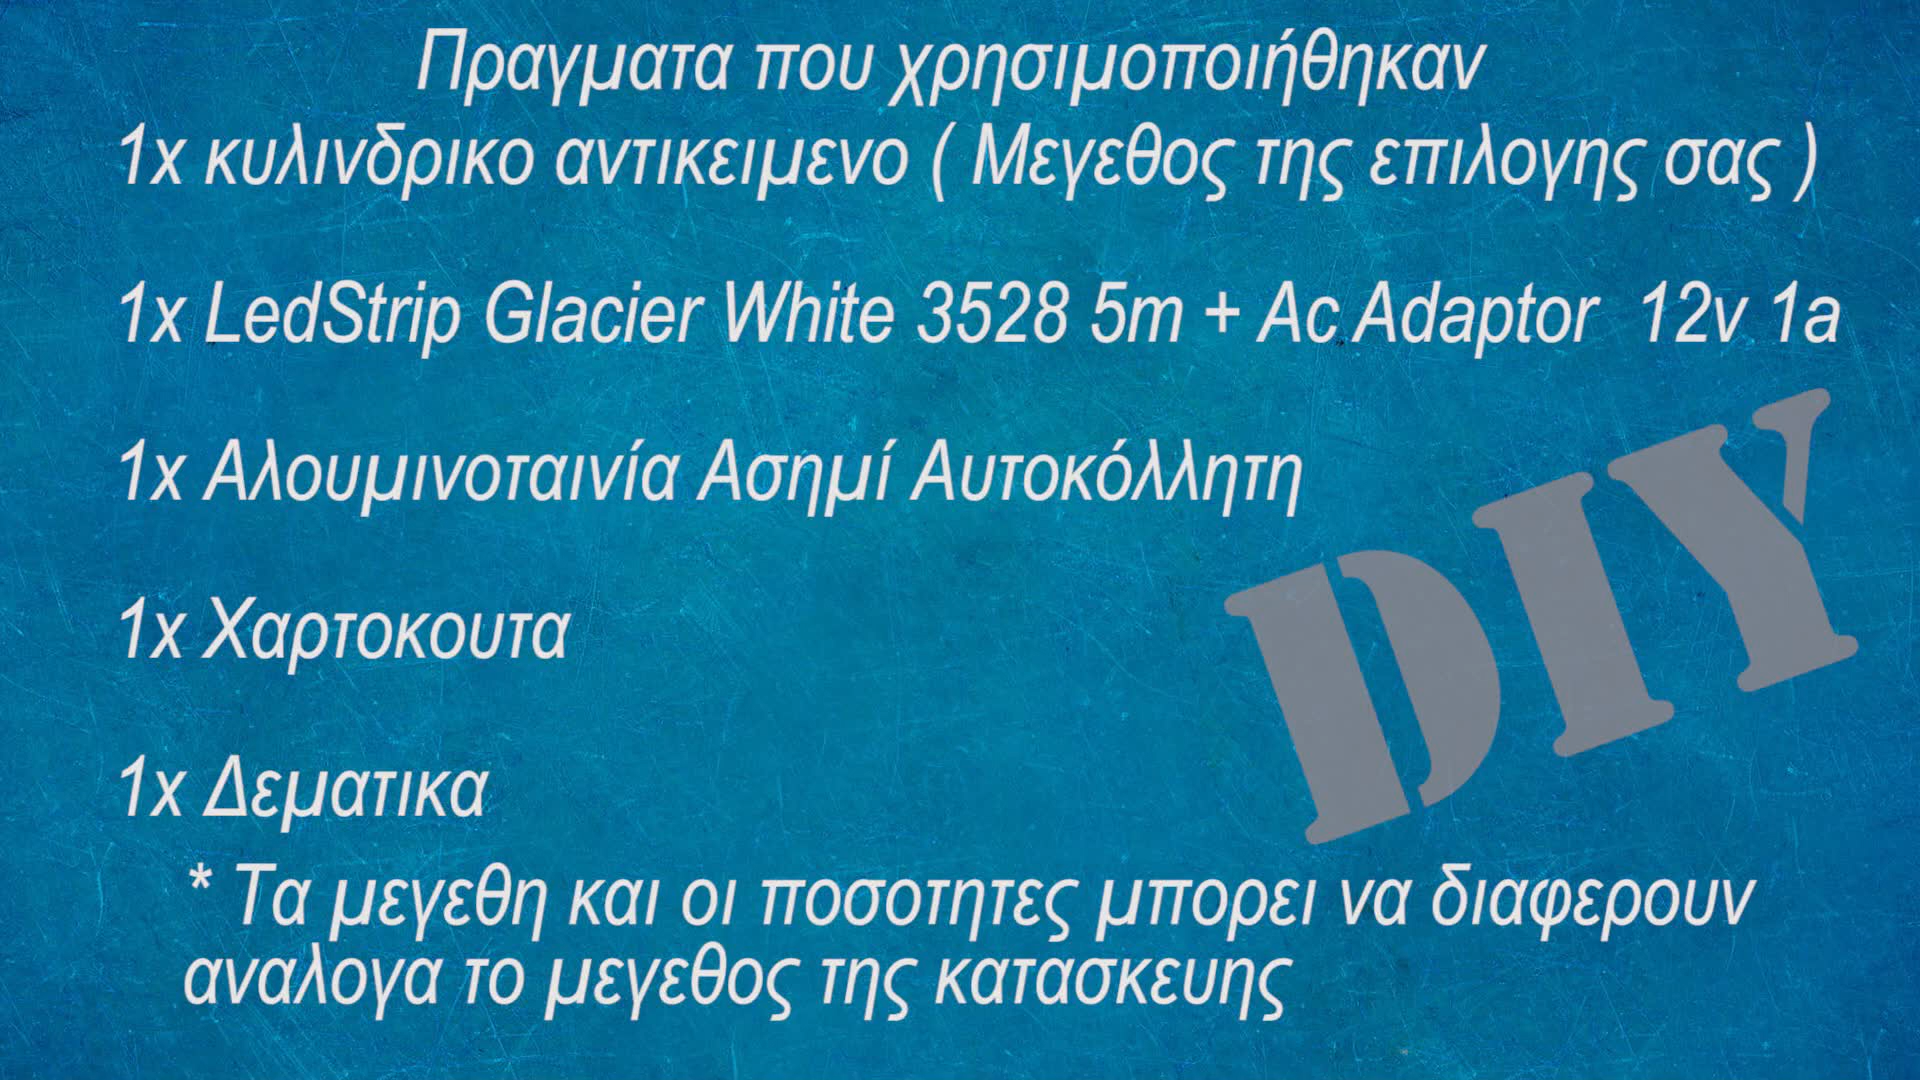 Πραγματα που χρησιμοποιήθηκαν
1x κυλινδρικο αντικειμενο ( Μεγεθος της επιλογης σας )
1x LedStrip Glacier White 3528 5m + Ac Adaptor 12v 1a
1x Αλουμινοταινία Ασημί Αυτοκόλλητη
1x Χαρτοκουτα
DIY
1x Δεματικα
* Τα μεγεθη και οι ποσοτητες μπορει να διαφερουν
αναλογα το μεγεθος της κατασκευης